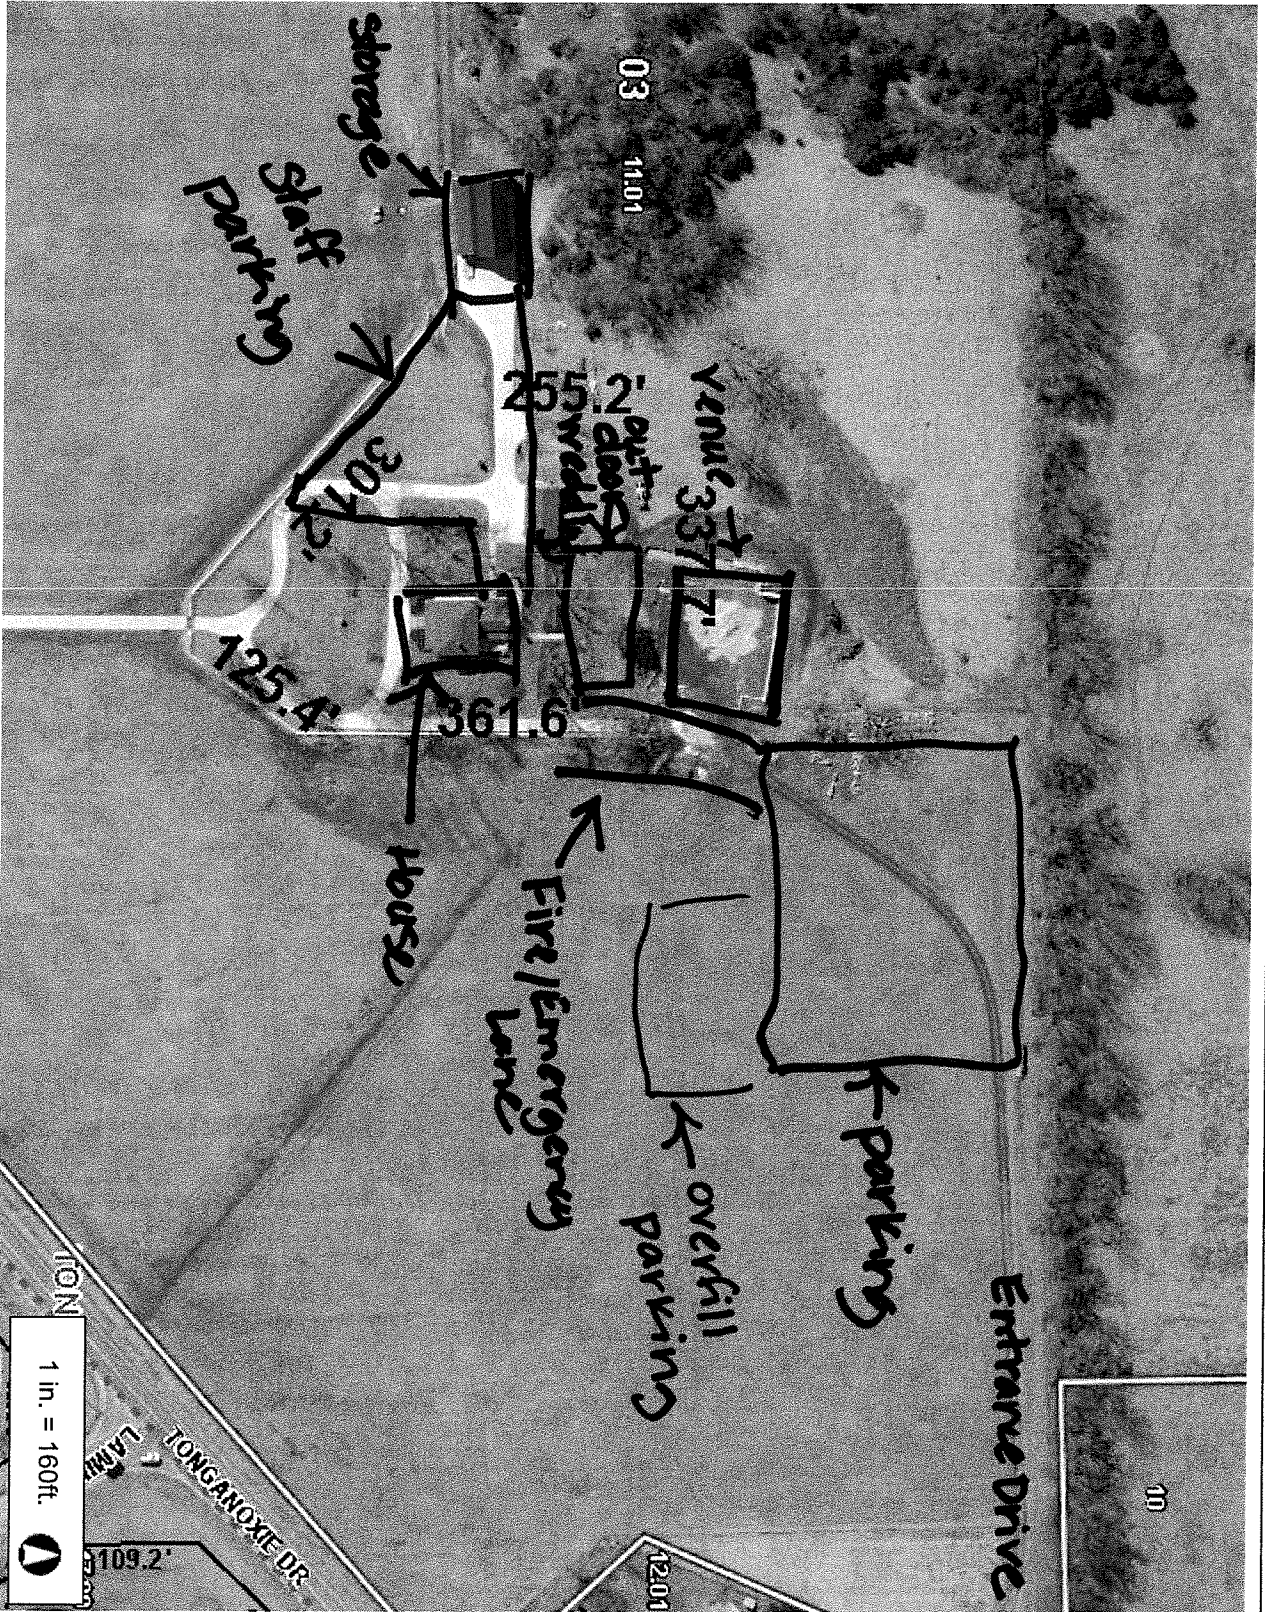 storage
staff
parking
03
11.01
255.2'
out-
door
wedding
venue
337.7'
301.2'
125.4'
361.6'
House
Fire/Emergency
Lane
overfill
parking
parking
Entrance Drive
10
12.01
TONGANOXIE DR
109.2'
1 in. = 160ft.